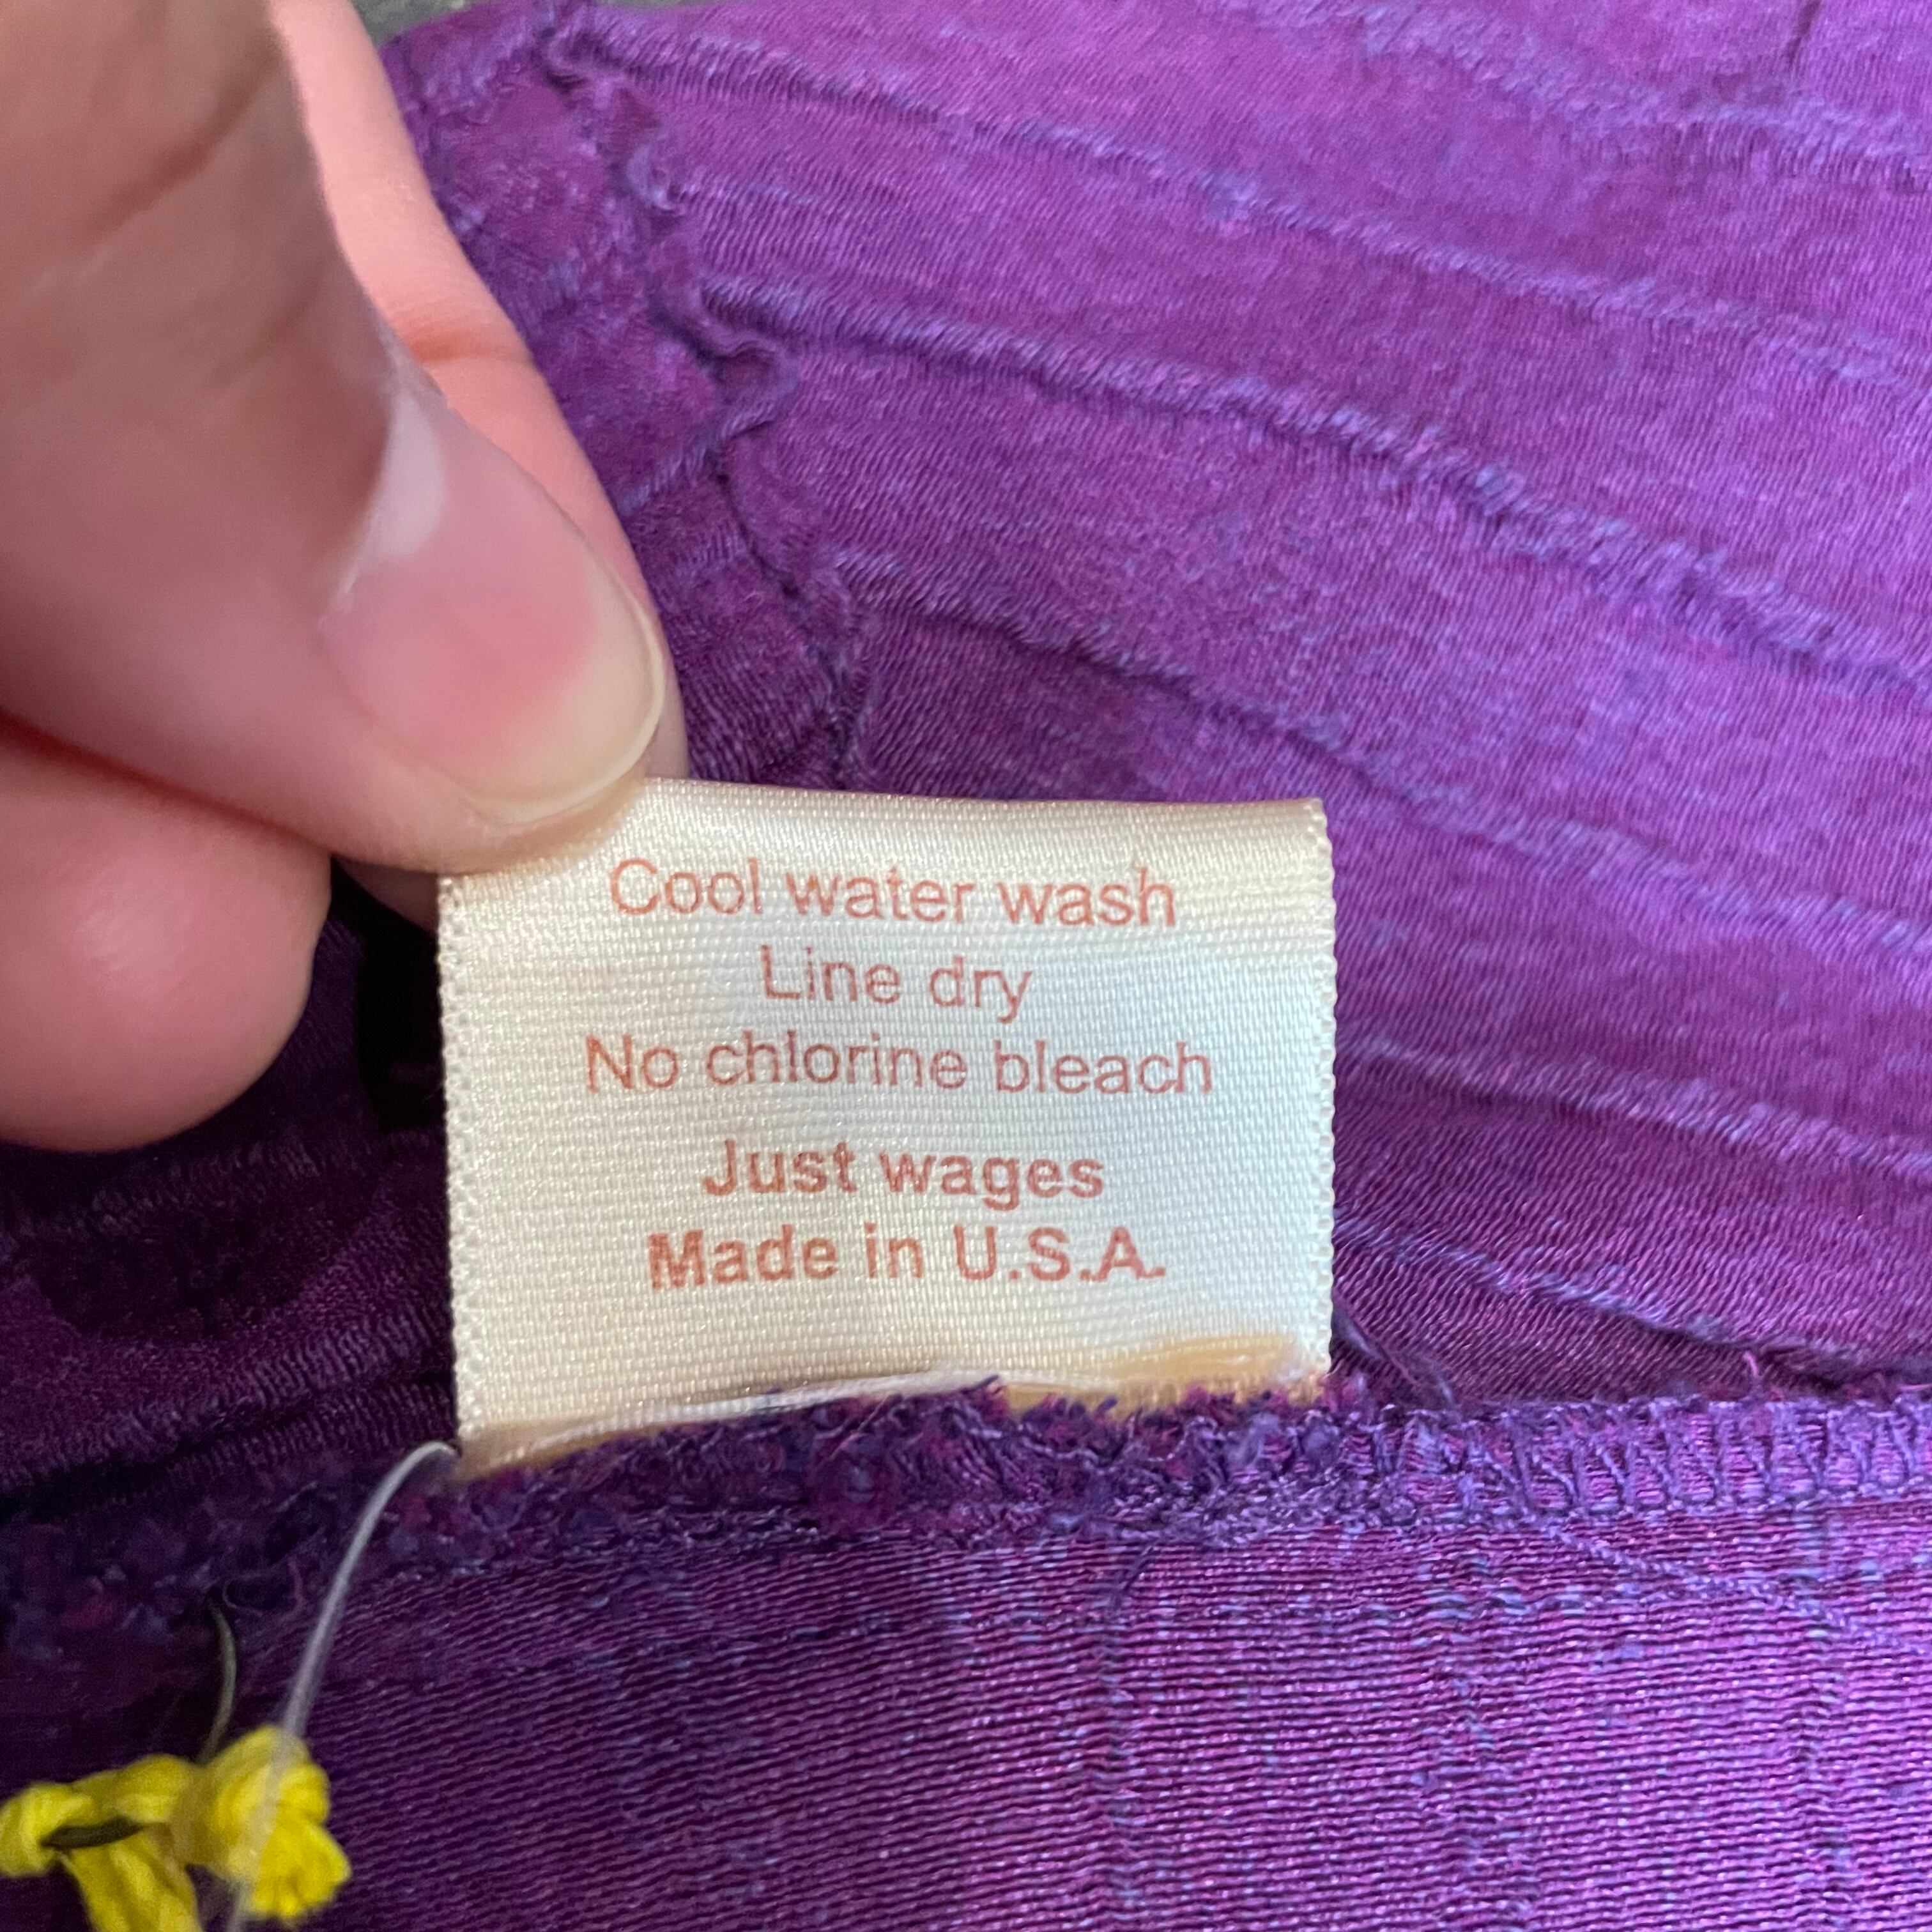 Cool water wash
Line dry
No chlorine bleach
Just wages
Made in U.S.A.